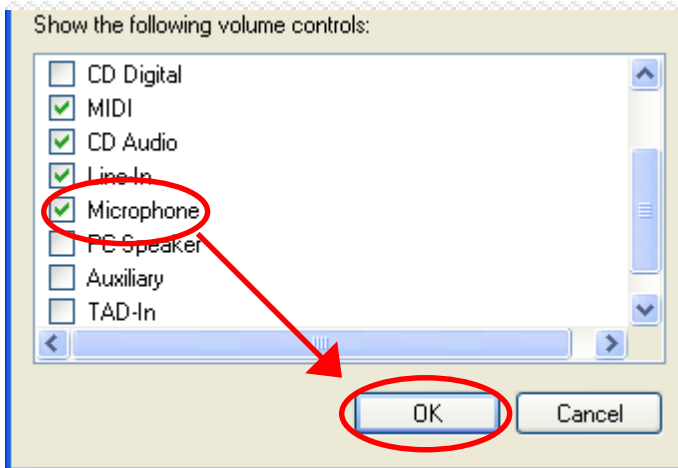 Show the following volume controls:
CD Digital
MIDI
CD Audio
Line-In
Microphone
PC Speaker
Auxiliary
TAD-In
OK Cancel